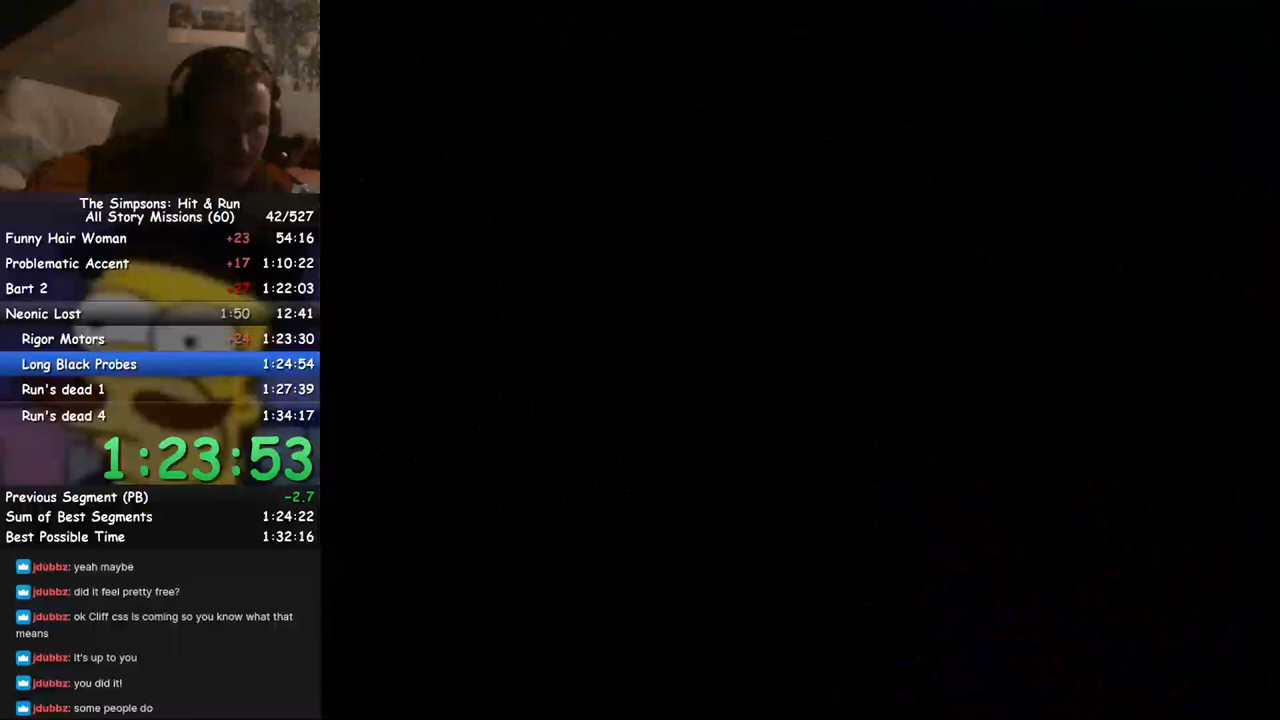 The Simpsons: Hit & Run
All Story Missions (60) 42/527
Funny Hair Woman +23 54:16
Problematic Accent +17 1:10:22
Bart 2 +27 1:22:03
Neonic Lost 1:50 12:41
Rigor Motors +24 1:23:30
Long Black Probes 1:24:54
Run's dead 1 1:27:39
Run's dead 4 1:34:17
1:23:53
Previous Segment (PB) -2.7
Sum of Best Segments 1:24:22
Best Possible Time 1:32:16
jdubbz: yeah maybe
jdubbz: did it feel pretty free?
jdubbz: ok Cliff css is coming so you know what that
means
jdubbz: it's up to you
jdubbz: you did it!
jdubbz: some people do